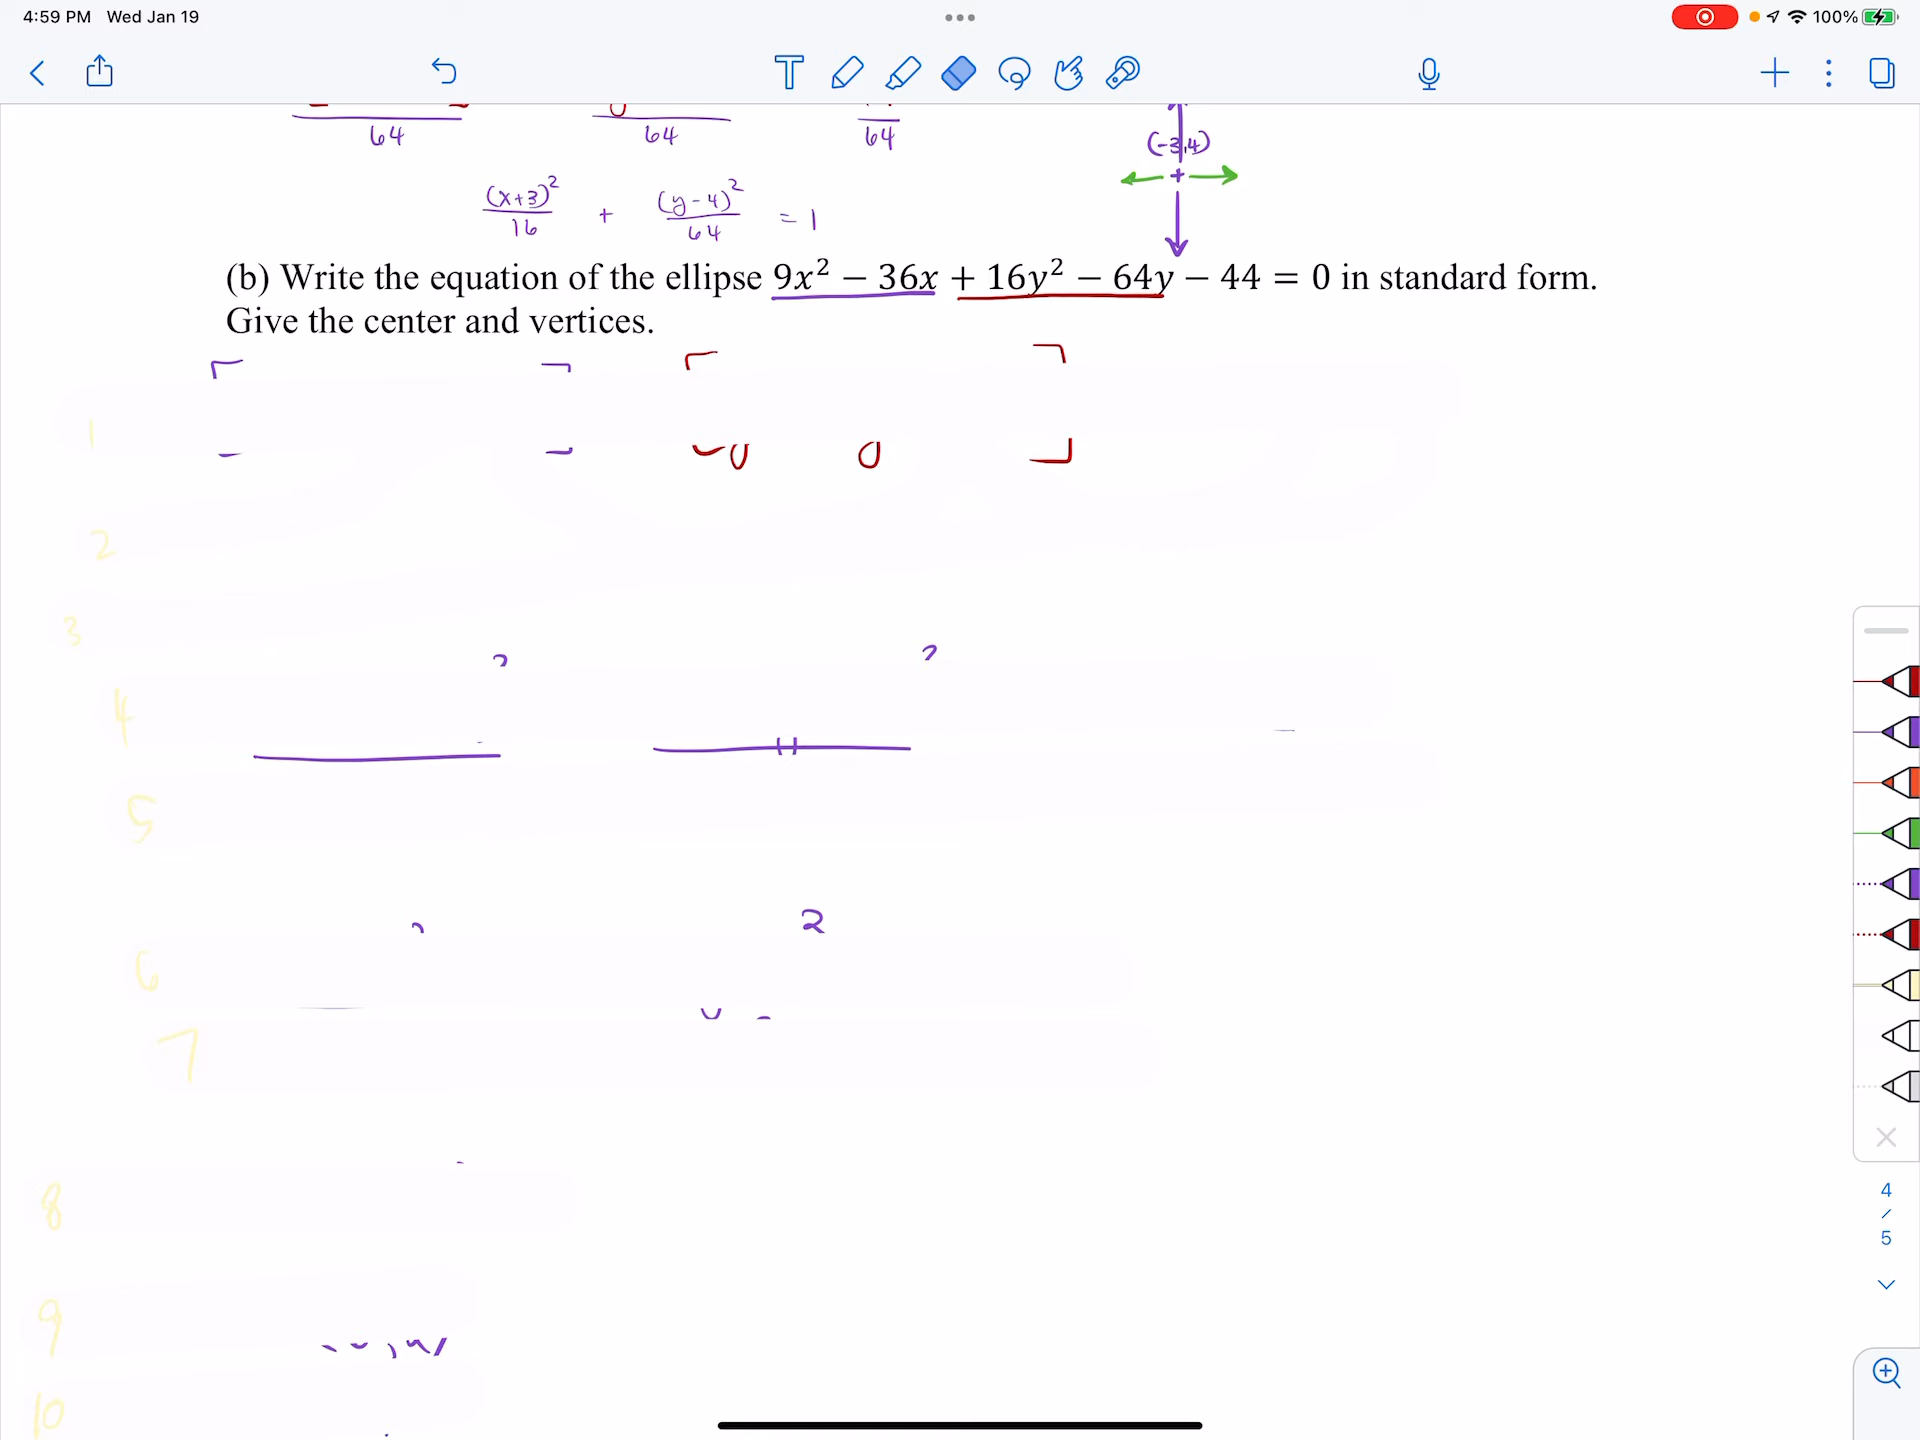 4:59 PM Wed Jan 19
100%
T
64 64 64
(-3,4)
(x+3)² / 16 + (y-4)² / 64 = 1
(b) Write the equation of the ellipse 9x² − 36x + 16y² − 64y − 44 = 0 in standard form.
Give the center and vertices.
1
2
3
4
5
2
6
7
8
9
10
4
/
5